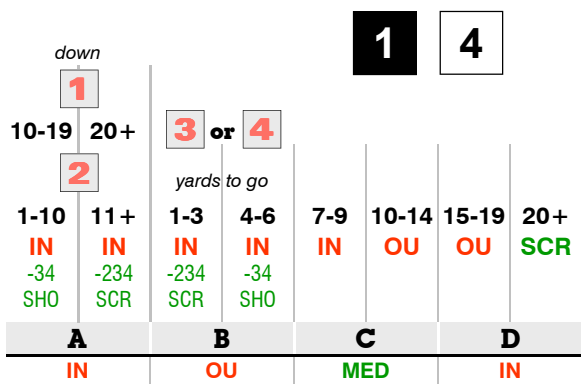 1 4
down
1
10-19 20+ 3 or 4
2 yards to go
1-10 11+ 1-3 4-6 7-9 10-14 15-19 20+
IN IN IN IN IN OU OU SCR
-34 -234 -234 -34
SHO SCR SCR SHO
A B C D
IN OU MED IN